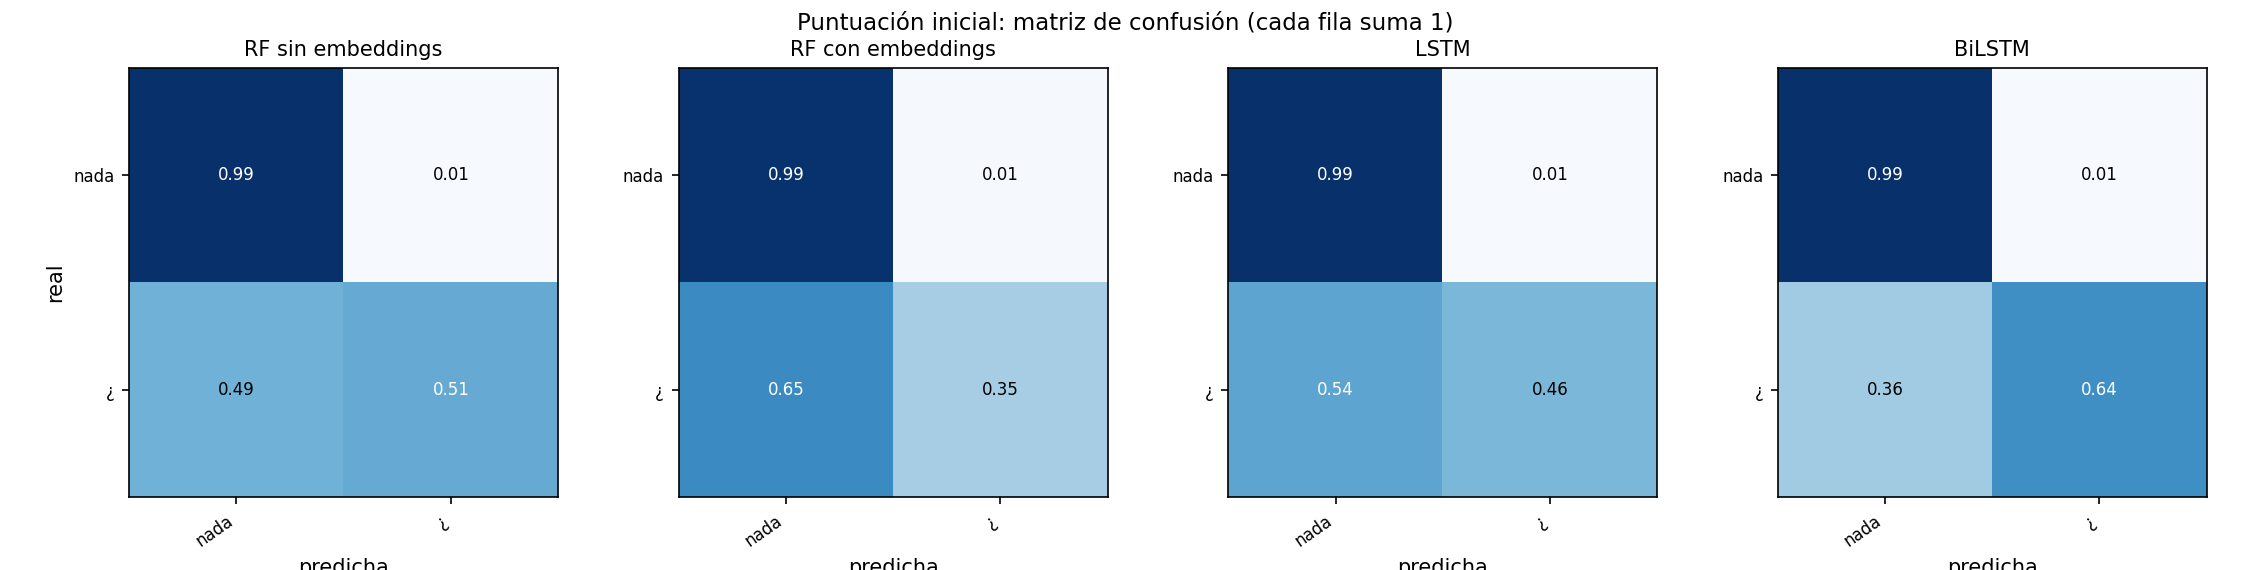 Puntuación inicial: matriz de confusión (cada fila suma 1)
RF sin embeddings
real
nada
0.99
0.01
¿
0.49
0.51
nada
¿
predicha
RF con embeddings
nada
0.99
0.01
¿
0.65
0.35
nada
¿
predicha
LSTM
nada
0.99
0.01
¿
0.54
0.46
nada
¿
predicha
BiLSTM
nada
0.99
0.01
¿
0.36
0.64
nada
¿
predicha